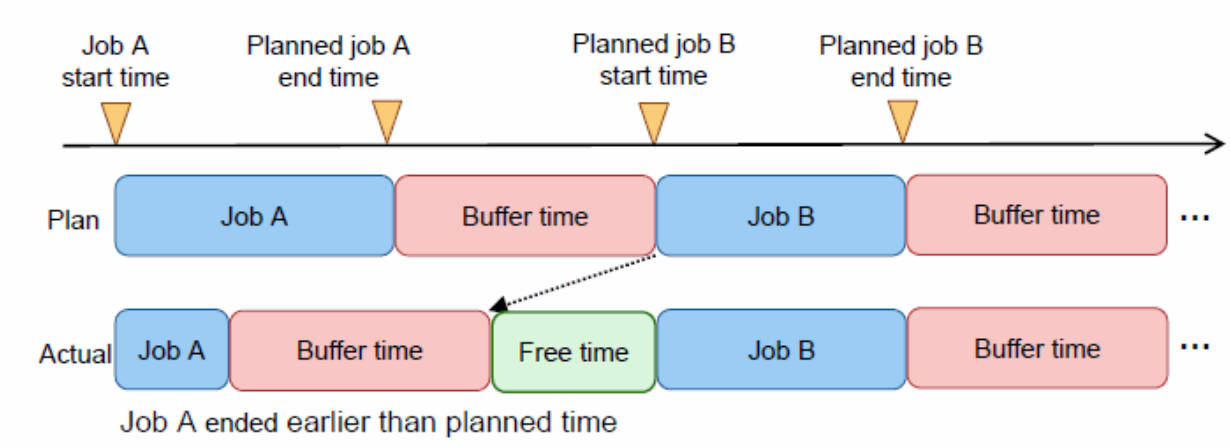 Job A
start time
Planned job A
end time
Planned job B
start time
Planned job B
end time
Plan
Job A
Buffer time
Job B
Buffer time
...
Actual
Job A
Buffer time
Free time
Job B
Buffer time
...
Job A ended earlier than planned time